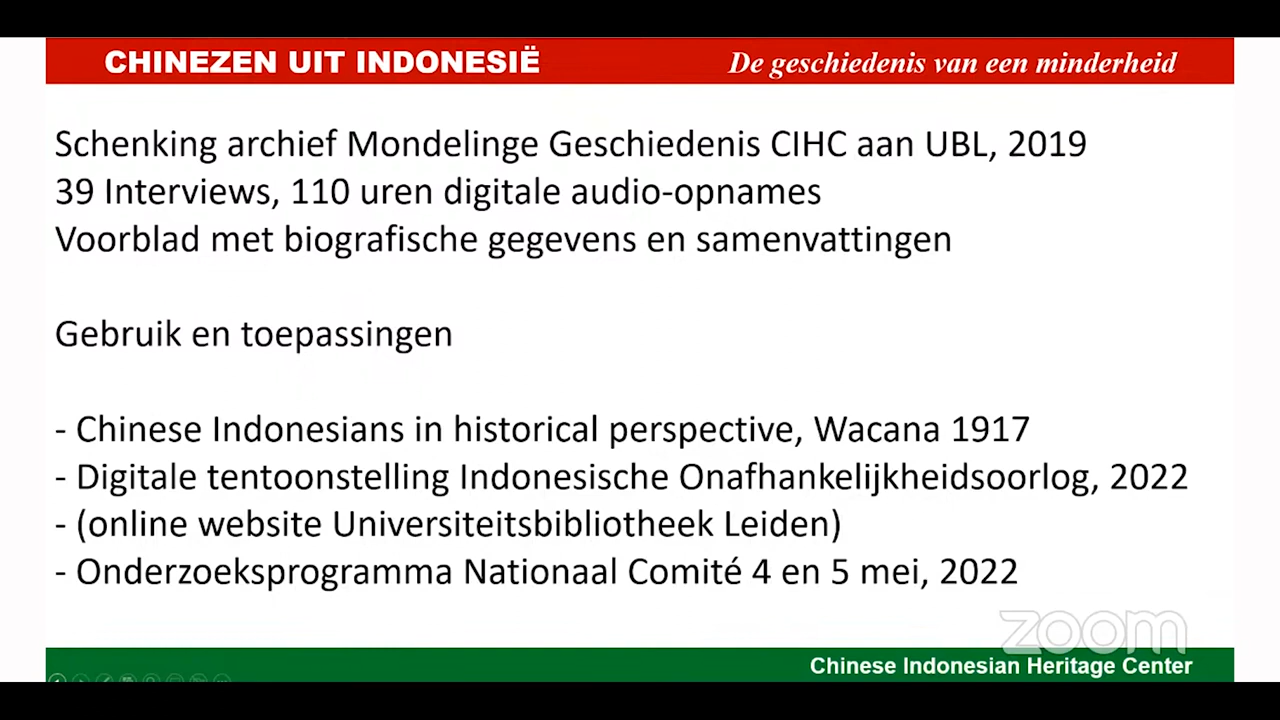 CHINEZEN UIT INDONESIË
De geschiedenis van een minderheid
Schenking archief Mondelinge Geschiedenis CIHC aan UBL, 2019
39 Interviews, 110 uren digitale audio-opnames
Voorblad met biografische gegevens en samenvattingen
Gebruik en toepassingen
- Chinese Indonesians in historical perspective, Wacana 1917
- Digitale tentoonstelling Indonesische Onafhankelijkheidsoorlog, 2022
- (online website Universiteitsbibliotheek Leiden)
- Onderzoeksprogramma Nationaal Comité 4 en 5 mei, 2022
zoom
Chinese Indonesian Heritage Center